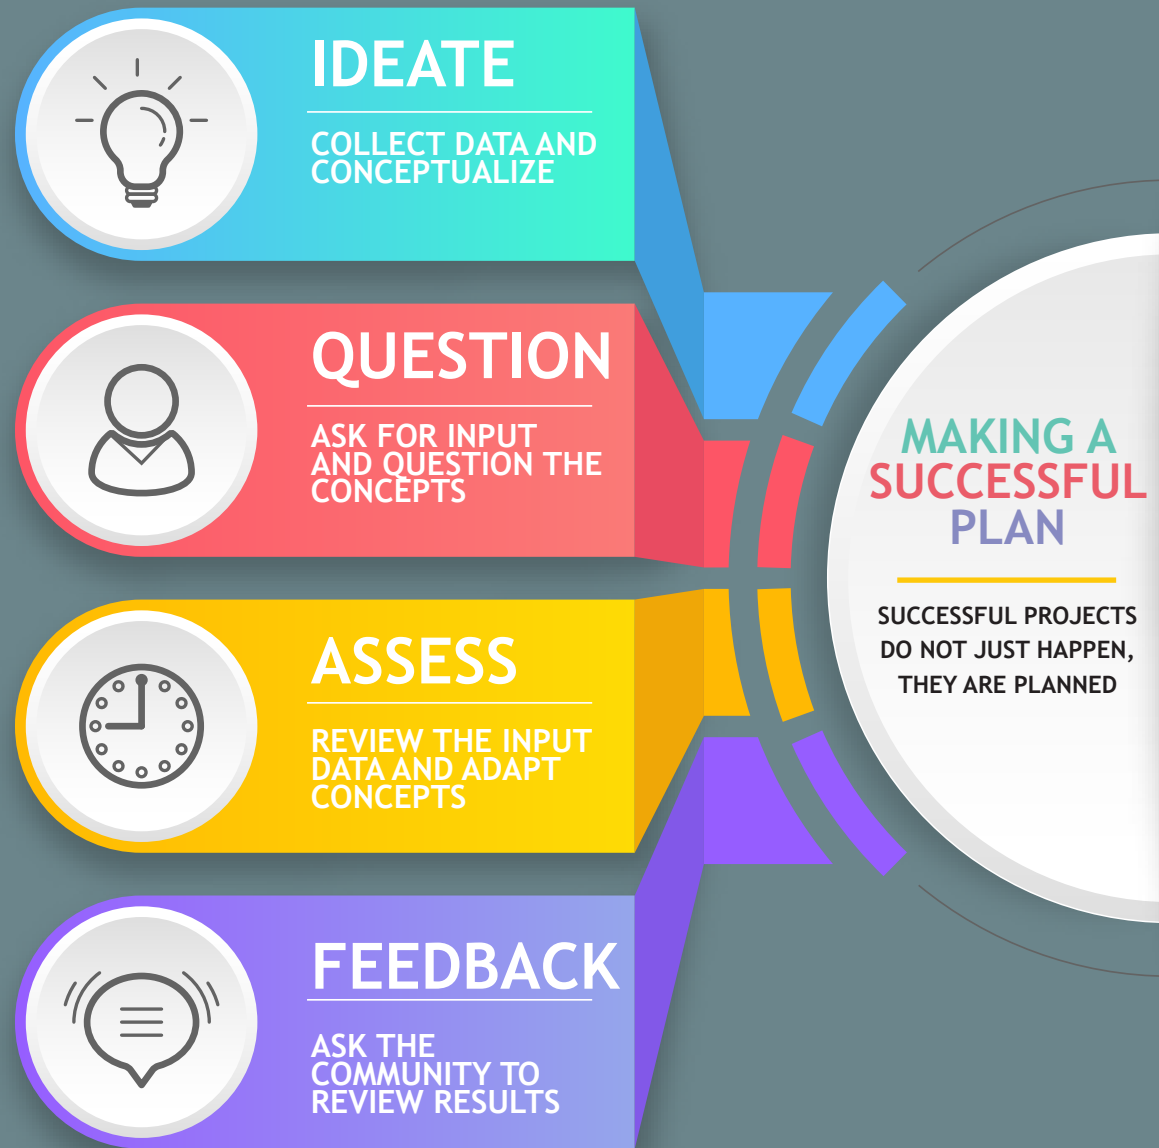 IDEATE
COLLECT DATA AND
CONCEPTUALIZE
QUESTION
ASK FOR INPUT
AND QUESTION THE
CONCEPTS
ASSESS
REVIEW THE INPUT
DATA AND ADAPT
CONCEPTS
FEEDBACK
ASK THE
COMMUNITY TO
REVIEW RESULTS
MAKING A
SUCCESSFUL
PLAN
SUCCESSFUL PROJECTS
DO NOT JUST HAPPEN,
THEY ARE PLANNED